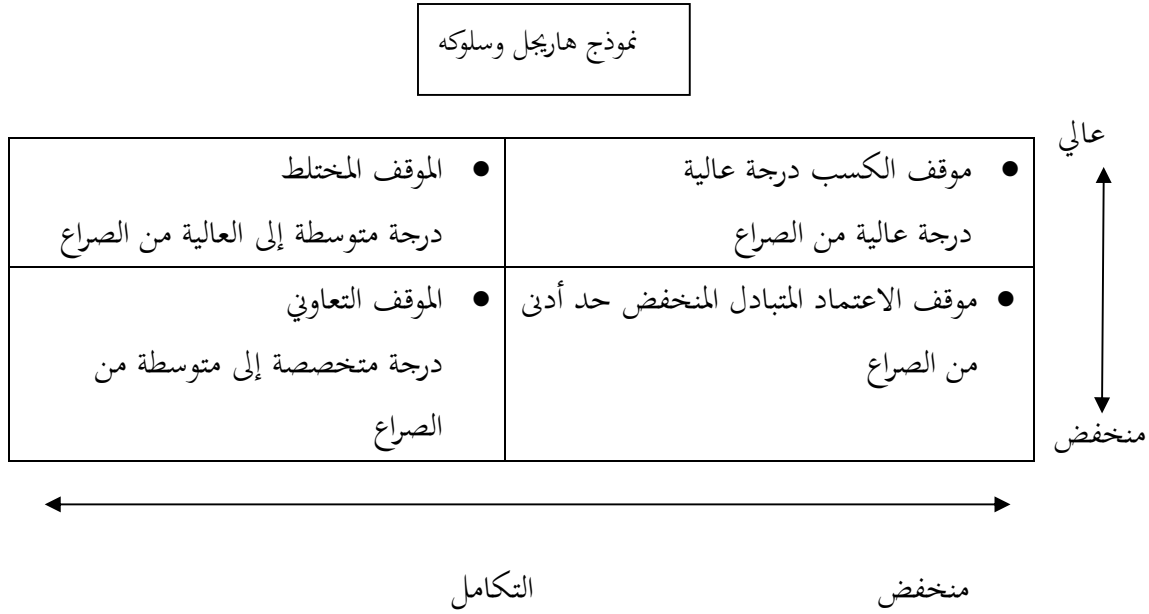 نموذج هاريجل وسلوكه
عالي
● موقف الكسب درجة عالية
درجة عالية من الصراع
● الموقف المختلط
درجة متوسطة إلى العالية من الصراع
● موقف الاعتماد المتبادل المنخفض حد أدنى
من الصراع
● الموقف التعاوني
درجة متخصصة إلى متوسطة من
الصراع
منخفض
منخفض التكامل